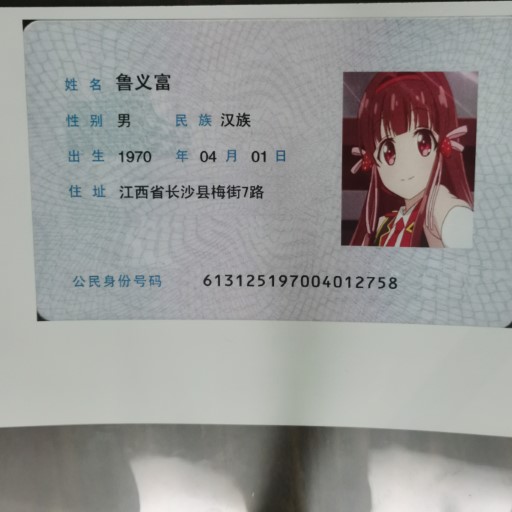 姓名 鲁义富
性别 男 民族 汉族
出生 1970 年 04 月 01 日
住址 江西省长沙县梅街7路
公民身份号码 613125197004012758